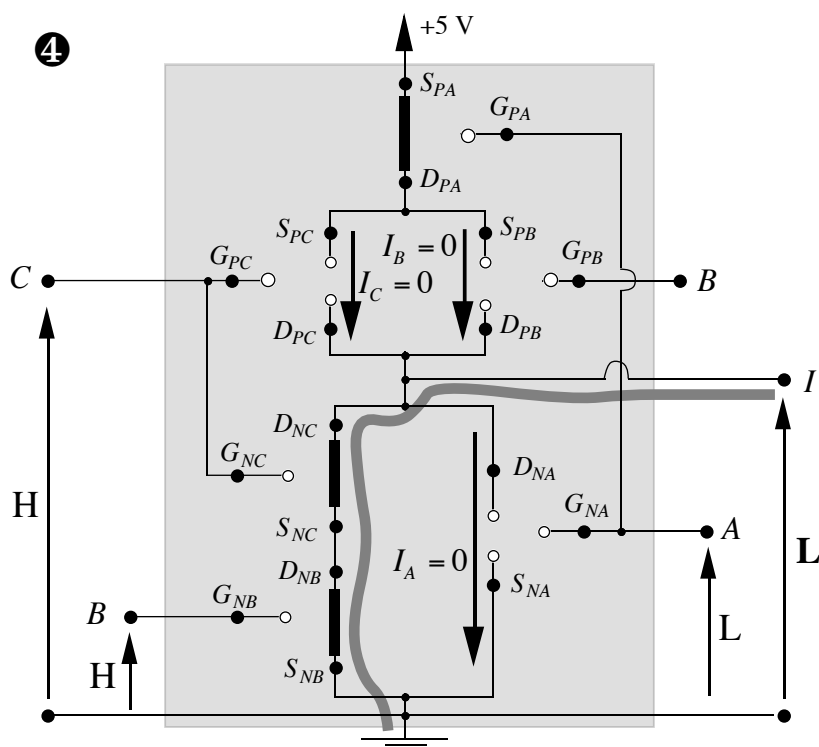 ❹
+5 V
S_PA
G_PA
D_PA
S_PC
S_PB
I_B = 0
G_PC
G_PB
C
I_C = 0
B
D_PC
D_PB
I
D_NC
G_NC
D_NA
G_NA
H
S_NC
A
L
D_NB
I_A = 0
G_NB
S_NA
B
L
H
S_NB